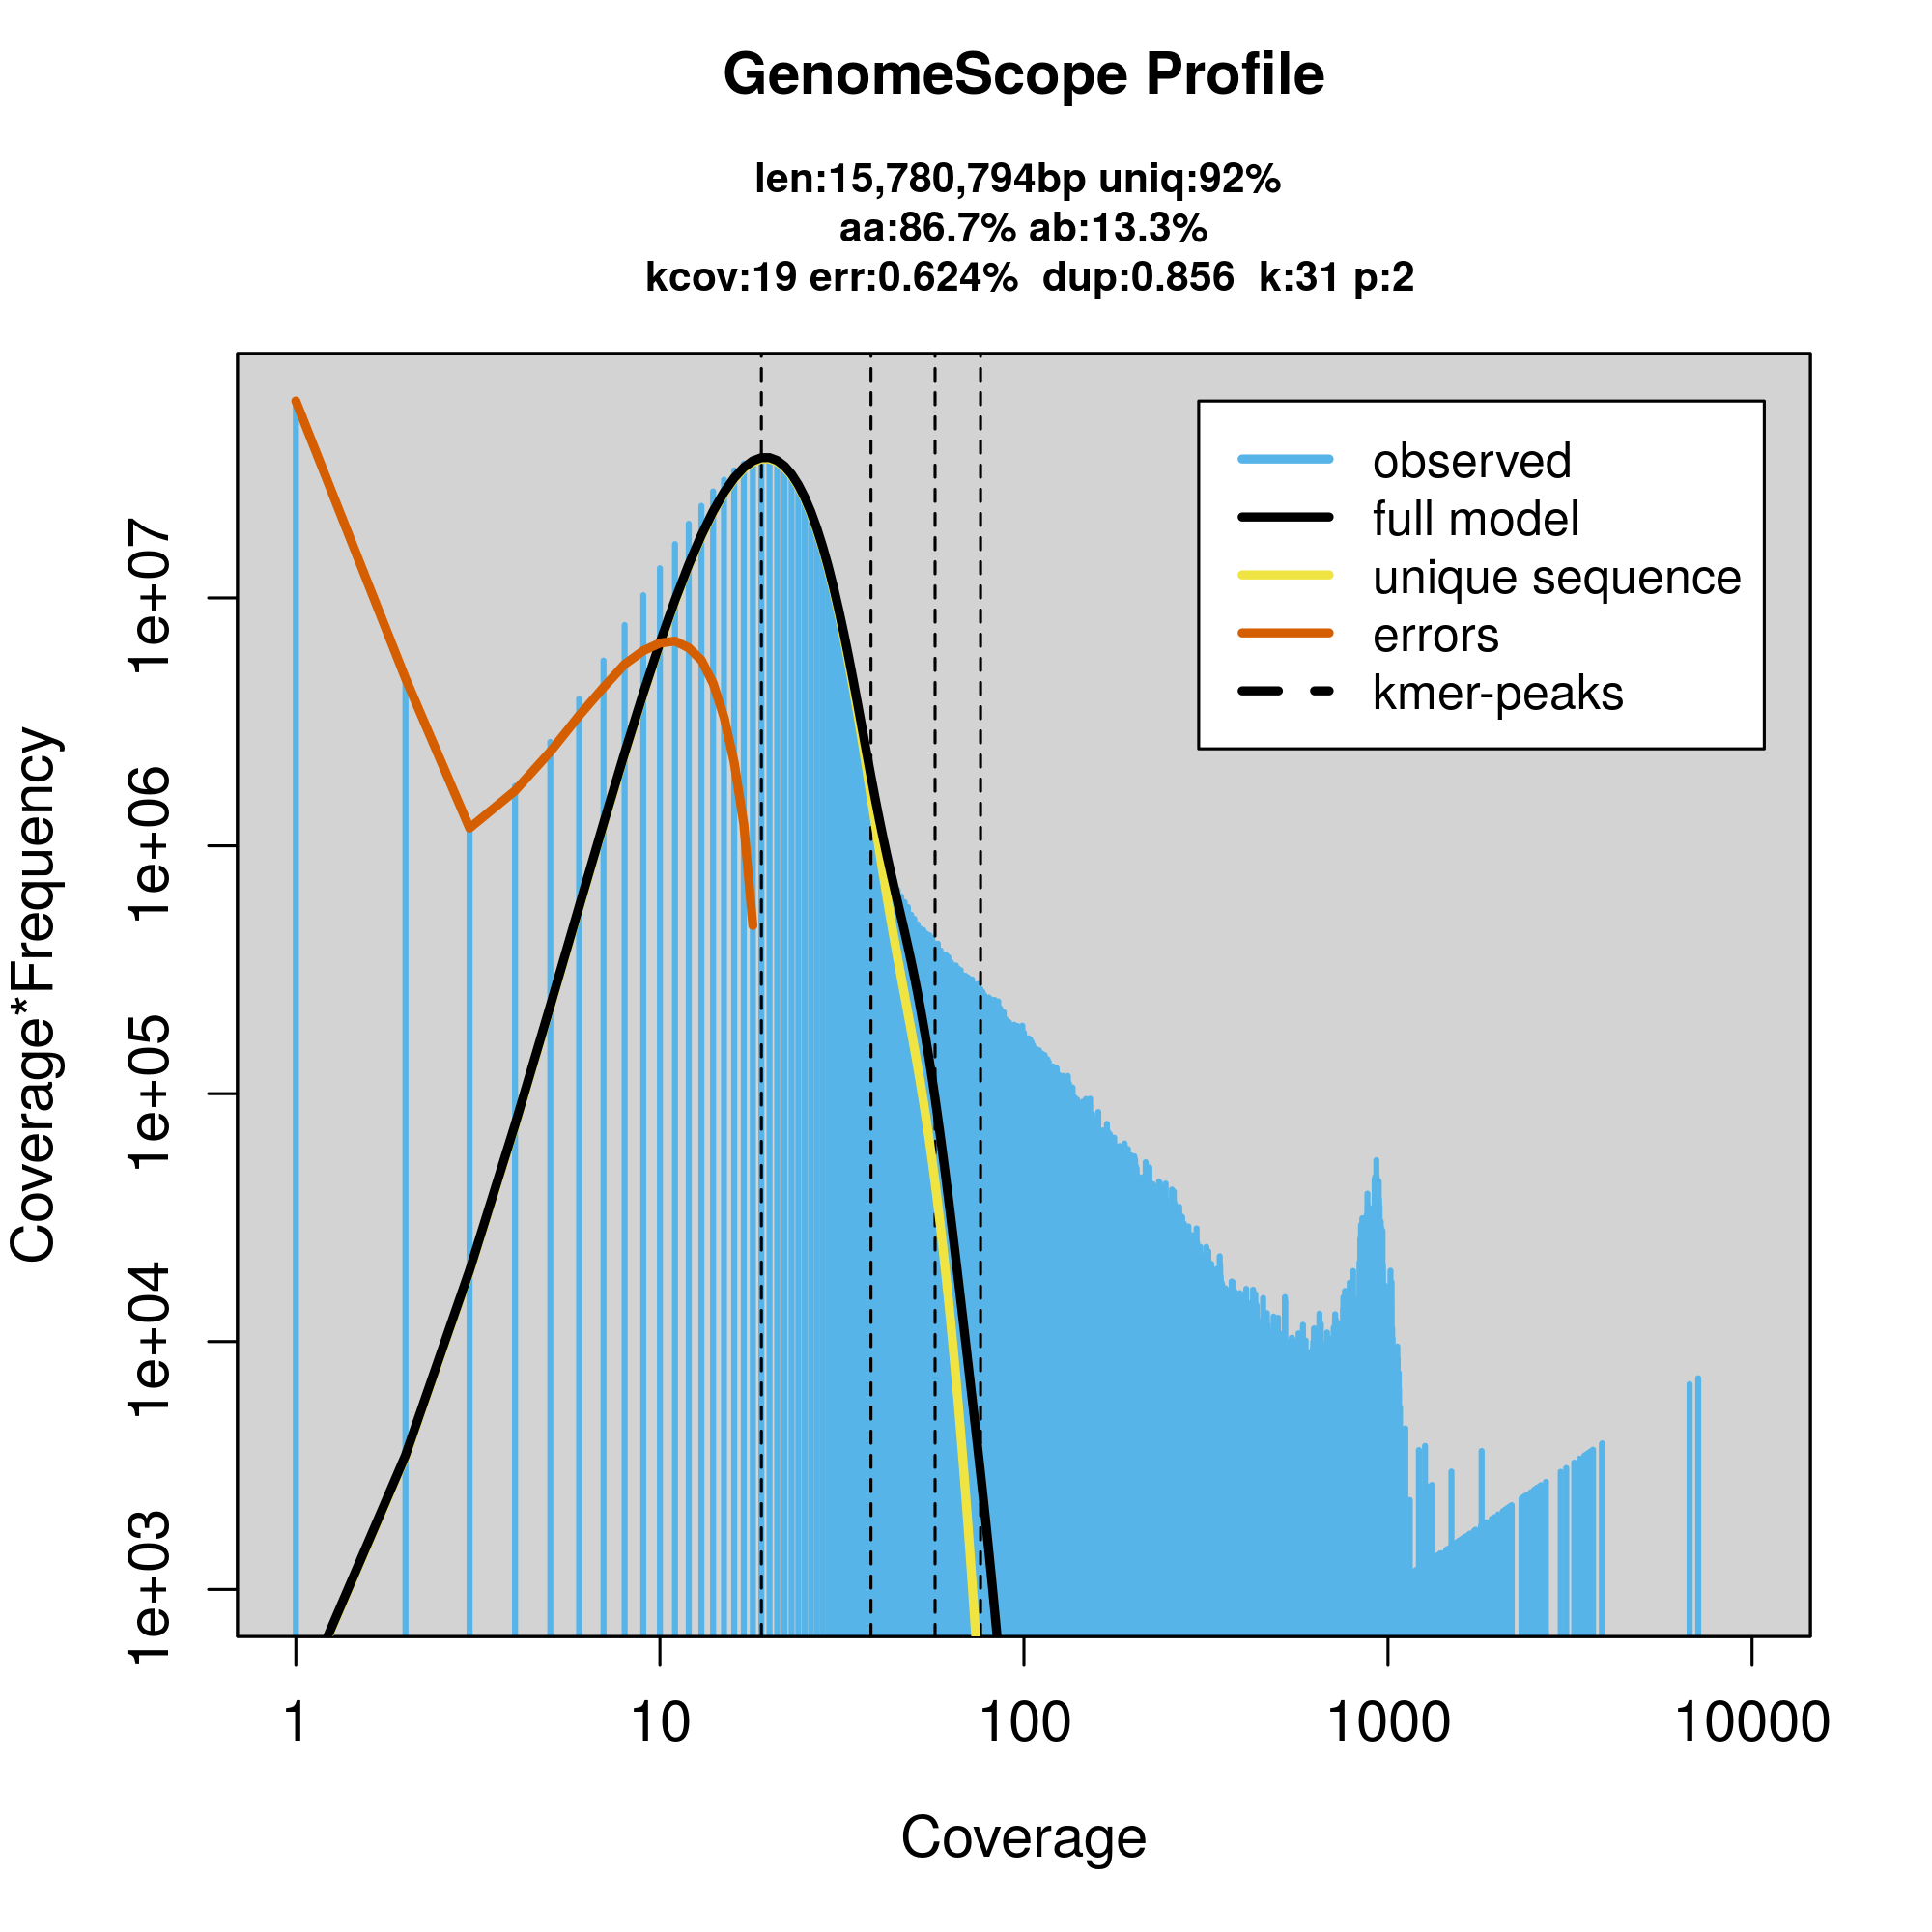 GenomeScope Profile
len:15,780,794bp uniq:92%
aa:86.7% ab:13.3%
kcov:19 err:0.624%  dup:0.856  k:31 p:2
observed
full model
unique sequence
errors
kmer-peaks
Coverage*Frequency
1e+07
1e+06
1e+05
1e+04
1e+03
1 10 100 1000 10000
Coverage